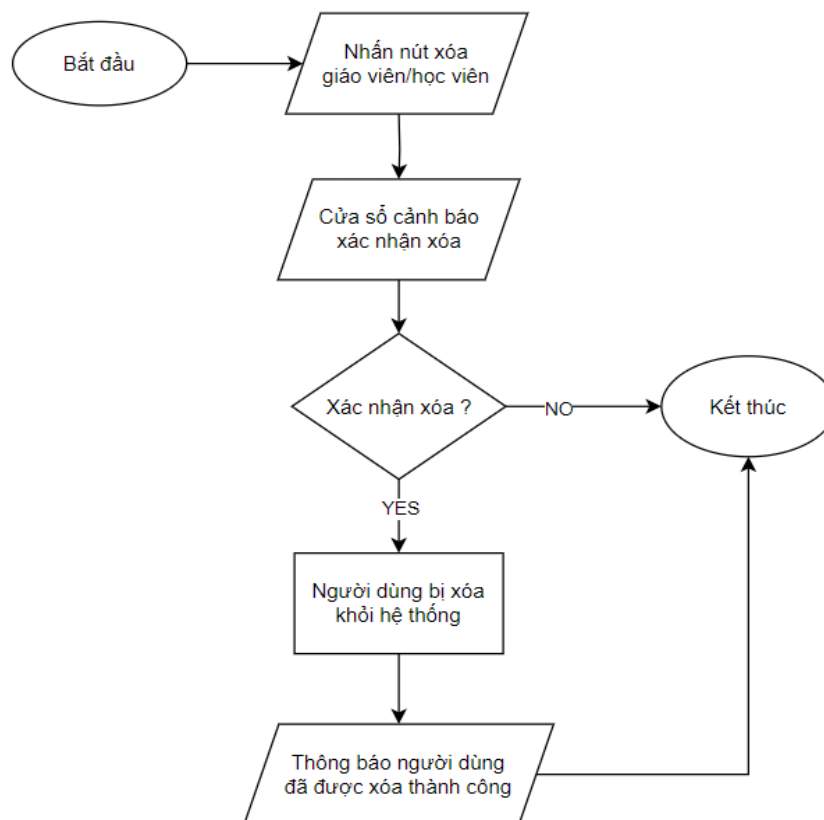 Bắt đầu
Nhấn nút xóa
giáo viên/học viên
Cửa sổ cảnh báo
xác nhận xóa
Xác nhận xóa ?
NO
Kết thúc
YES
Người dùng bị xóa
khỏi hệ thống
Thông báo người dùng
đã được xóa thành công